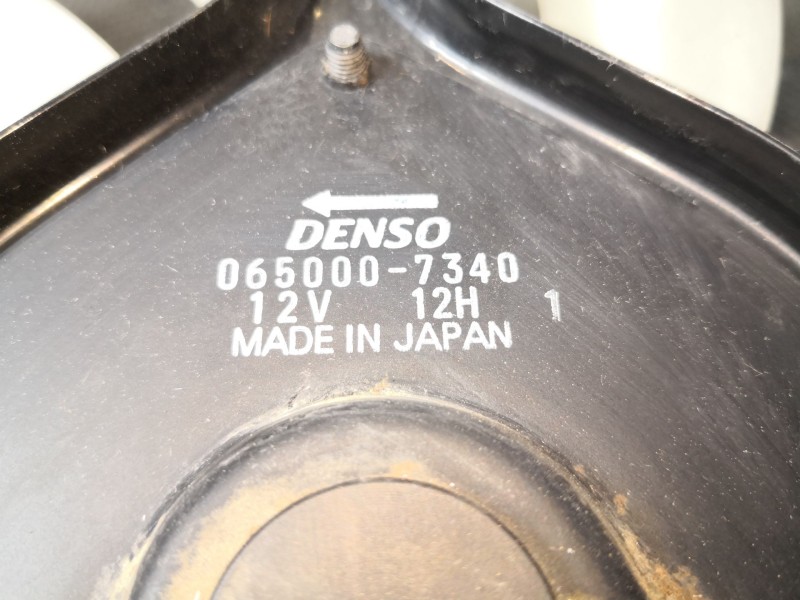 DENSO
065000-7340
12V 12H 1
MADE IN JAPAN